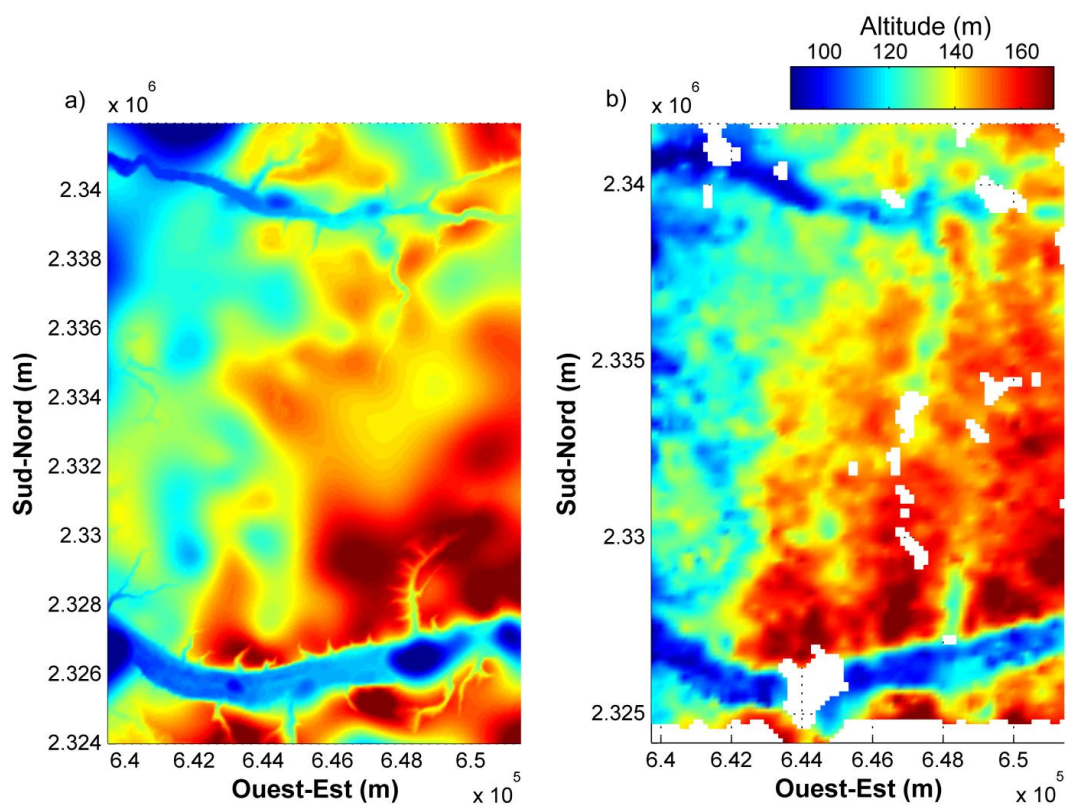 Altitude (m)
100 120 140 160
a)
x 10 6
b)
x 10 6
2.34
2.338
2.336
2.334
2.332
2.33
2.328
2.326
2.324
Sud-Nord (m)
6.4 6.42 6.44 6.46 6.48 6.5
Ouest-Est (m)
x 10 5
2.34
2.335
2.33
2.325
Sud-Nord (m)
6.4 6.42 6.44 6.46 6.48 6.5
Ouest-Est (m)
x 10 5